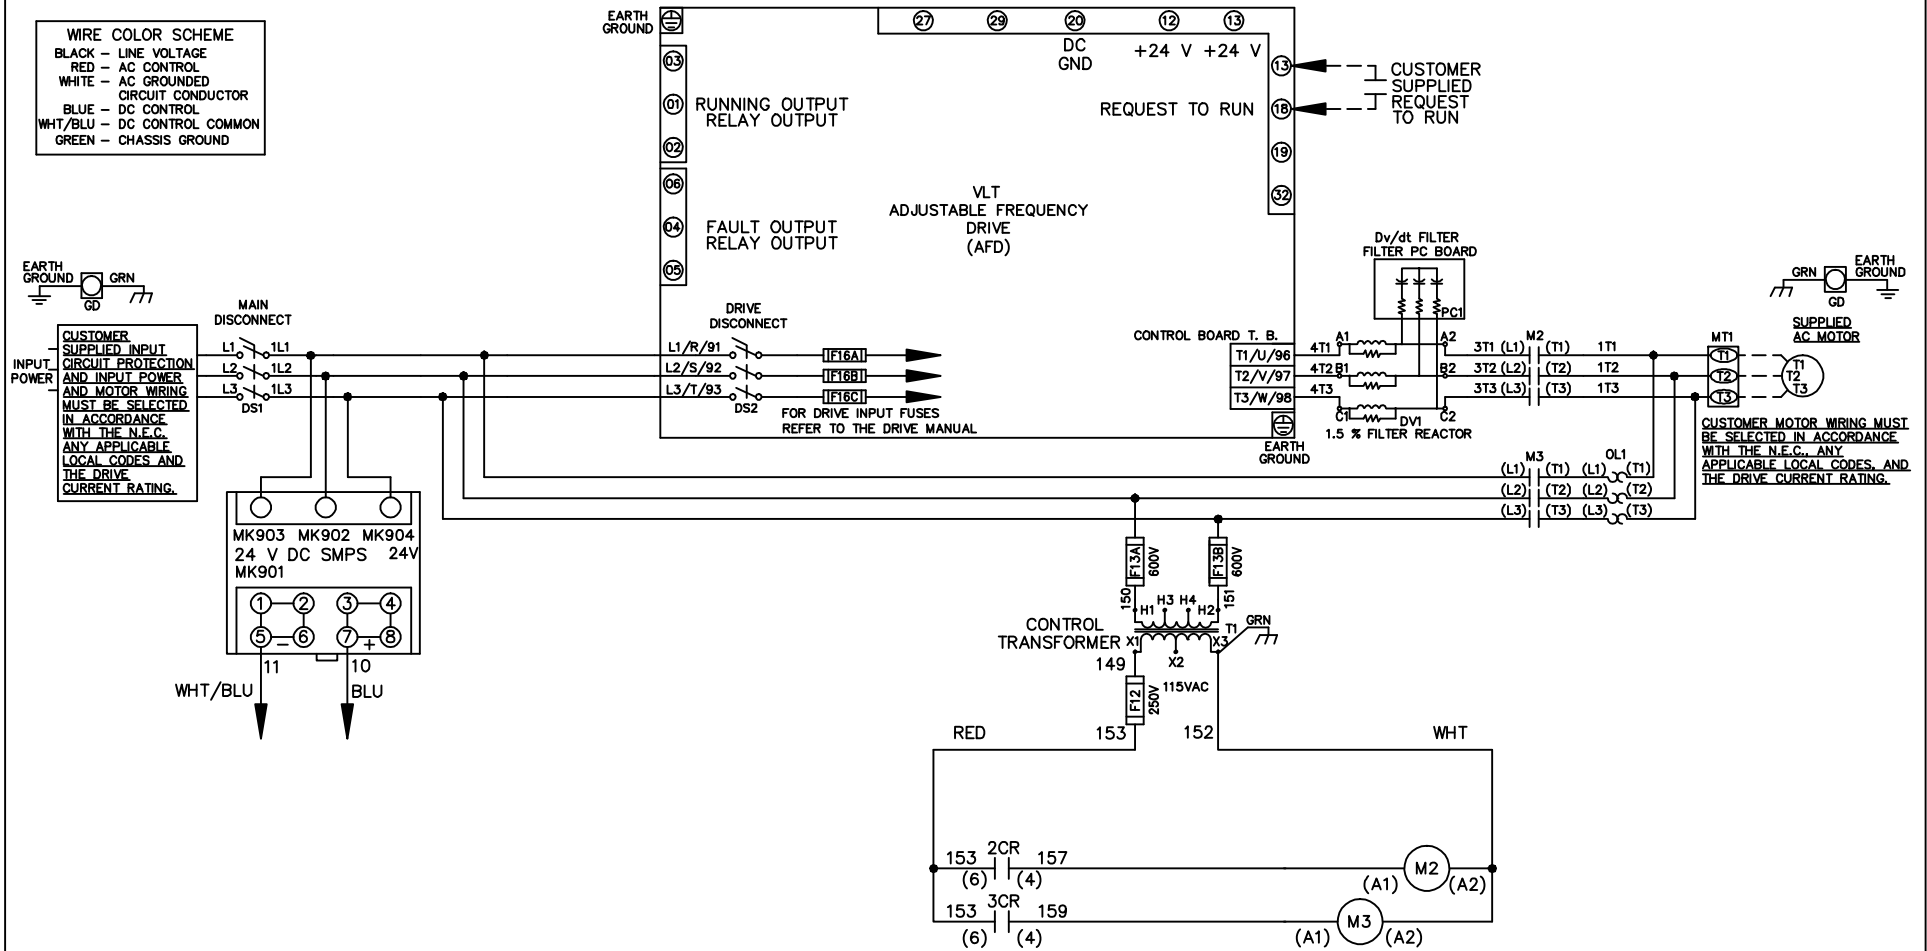 WIRE COLOR SCHEME
BLACK – LINE VOLTAGE
RED – AC CONTROL
WHITE – AC GROUNDED
CIRCUIT CONDUCTOR
BLUE – DC CONTROL
WHT/BLU – DC CONTROL COMMON
GREEN – CHASSIS GROUND
EARTH
GROUND
27
29
20
12
13
DC
GND
+24 V
+24 V
03
01
02
RUNNING OUTPUT
RELAY OUTPUT
06
04
05
FAULT OUTPUT
RELAY OUTPUT
13
18
19
32
REQUEST TO RUN
CUSTOMER
SUPPLIED
REQUEST
TO RUN
VLT
ADJUSTABLE FREQUENCY
DRIVE
(AFD)
EARTH
GROUND
GRN
GD
MAIN
DISCONNECT
INPUT
POWER
CUSTOMER
SUPPLIED INPUT
CIRCUIT PROTECTION
AND INPUT POWER
AND MOTOR WIRING
MUST BE SELECTED
IN ACCORDANCE
WITH THE N.E.C.
ANY APPLICABLE
LOCAL CODES AND
THE DRIVE
CURRENT RATING.
L1
1L1
L2
1L2
L3
1L3
DS1
L1/R/91
L2/S/92
L3/T/93
DRIVE
DISCONNECT
DS2
F16A
F16B
F16C
FOR DRIVE INPUT FUSES
REFER TO THE DRIVE MANUAL
CONTROL BOARD T. B.
T1/U/96
T2/V/97
T3/W/98
EARTH
GROUND
Dv/dt FILTER
FILTER PC BOARD
PC1
4T1
A1
A2
4T2
B1
B2
4T3
C1
C2
DV1
1.5 % FILTER REACTOR
M2
3T1 (L1)
(T1)
1T1
3T2 (L2)
(T2)
1T2
3T3 (L3)
(T3)
1T3
MT1
T1
T2
T3
GRN
GD
EARTH
GROUND
SUPPLIED
AC MOTOR
T1
T2
T3
CUSTOMER MOTOR WIRING MUST
BE SELECTED IN ACCORDANCE
WITH THE N.E.C., ANY
APPLICABLE LOCAL CODES, AND
THE DRIVE CURRENT RATING.
M3
OL1
(L1)
(T1)
(L1)
(T1)
(L2)
(T2)
(L2)
(T2)
(L3)
(T3)
(L3)
(T3)
MK903
MK902
MK904
24 V DC SMPS
24V
MK901
1
2
3
4
5
–
6
7
+
8
11
10
WHT/BLU
BLU
F13A
600V
F13B
600V
150
151
H1
H3
H4
H2
CONTROL
TRANSFORMER
T1
GRN
X1
X2
X3
149
115VAC
F12
250V
153
152
RED
WHT
153
2CR
157
(6)
(4)
M2
(A1)
(A2)
153
3CR
159
(6)
(4)
M3
(A1)
(A2)